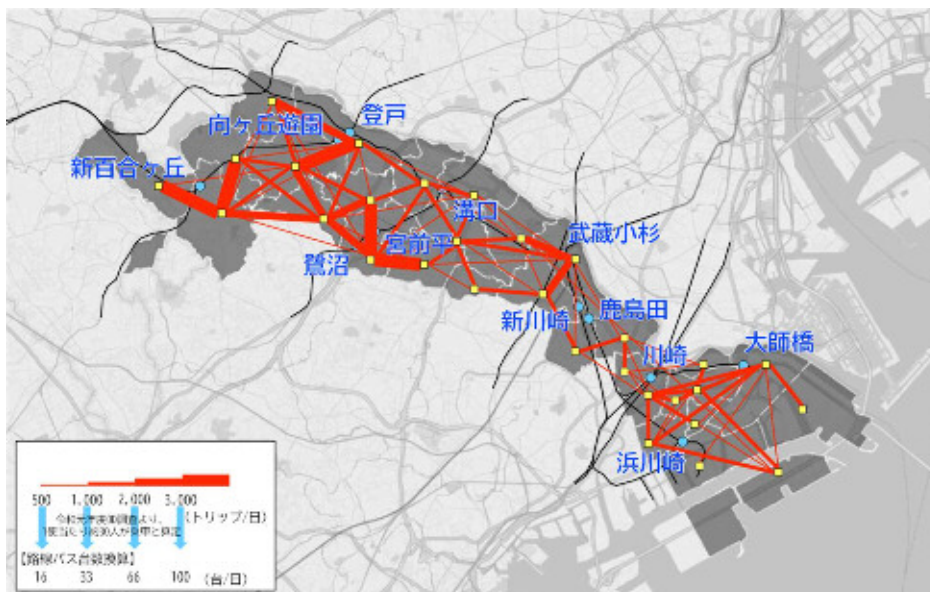 登戸
向ヶ丘遊園
新百合ヶ丘
溝口
武蔵小杉
宮前平
鷺沼
新川崎
鹿島田
川崎
大師橋
浜川崎
500 1,000 2,000 3,000 (トリップ/日)
【路線バス台数換算】
16 33 66 100 (台/日)